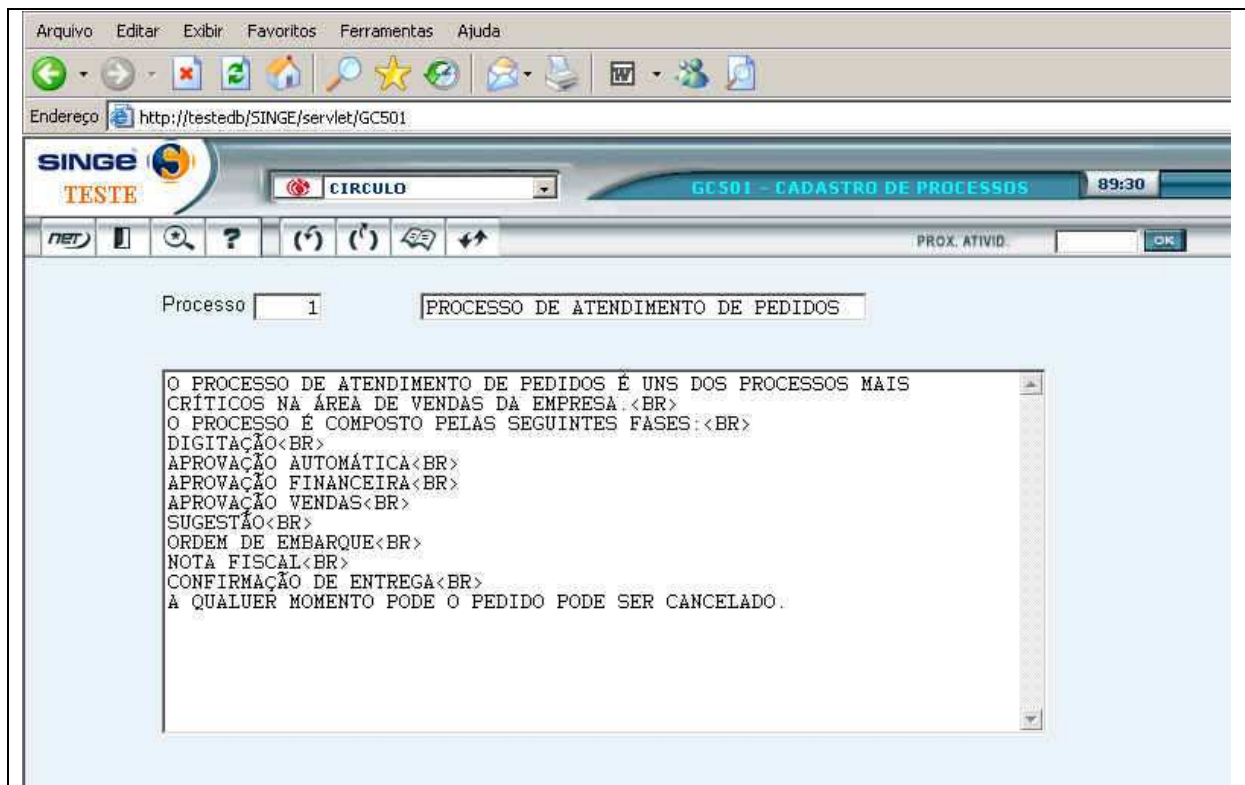 Arquivo Editar Exibir Favoritos Ferramentas Ajuda
Endereço http://testedb/SINGE/servlet/GC501
SINGE TESTE
CIRCULO
GC501 - CADASTRO DE PROCESSOS 89:30
net ?
PROX. ATIVID. OK
Processo 1 PROCESSO DE ATENDIMENTO DE PEDIDOS
O PROCESSO DE ATENDIMENTO DE PEDIDOS É UNS DOS PROCESSOS MAIS
CRÍTICOS NA ÁREA DE VENDAS DA EMPRESA.<BR>
O PROCESSO É COMPOSTO PELAS SEGUINTES FASES:<BR>
DIGITAÇÃO<BR>
APROVAÇÃO AUTOMÁTICA<BR>
APROVAÇÃO FINANCEIRA<BR>
APROVAÇÃO VENDAS<BR>
SUGESTÃO<BR>
ORDEM DE EMBARQUE<BR>
NOTA FISCAL<BR>
CONFIRMAÇÃO DE ENTREGA<BR>
A QUALUER MOMENTO PODE O PEDIDO PODE SER CANCELADO.